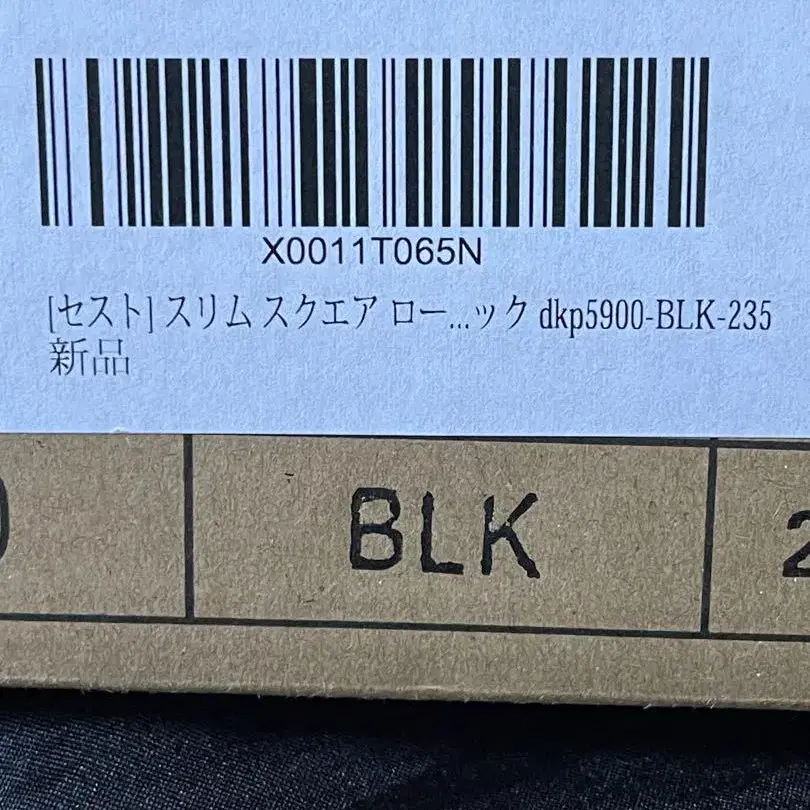 X0011T065N
[セスト] スリム スクエア ロー...ック dkp5900-BLK-235
新品
BLK
2